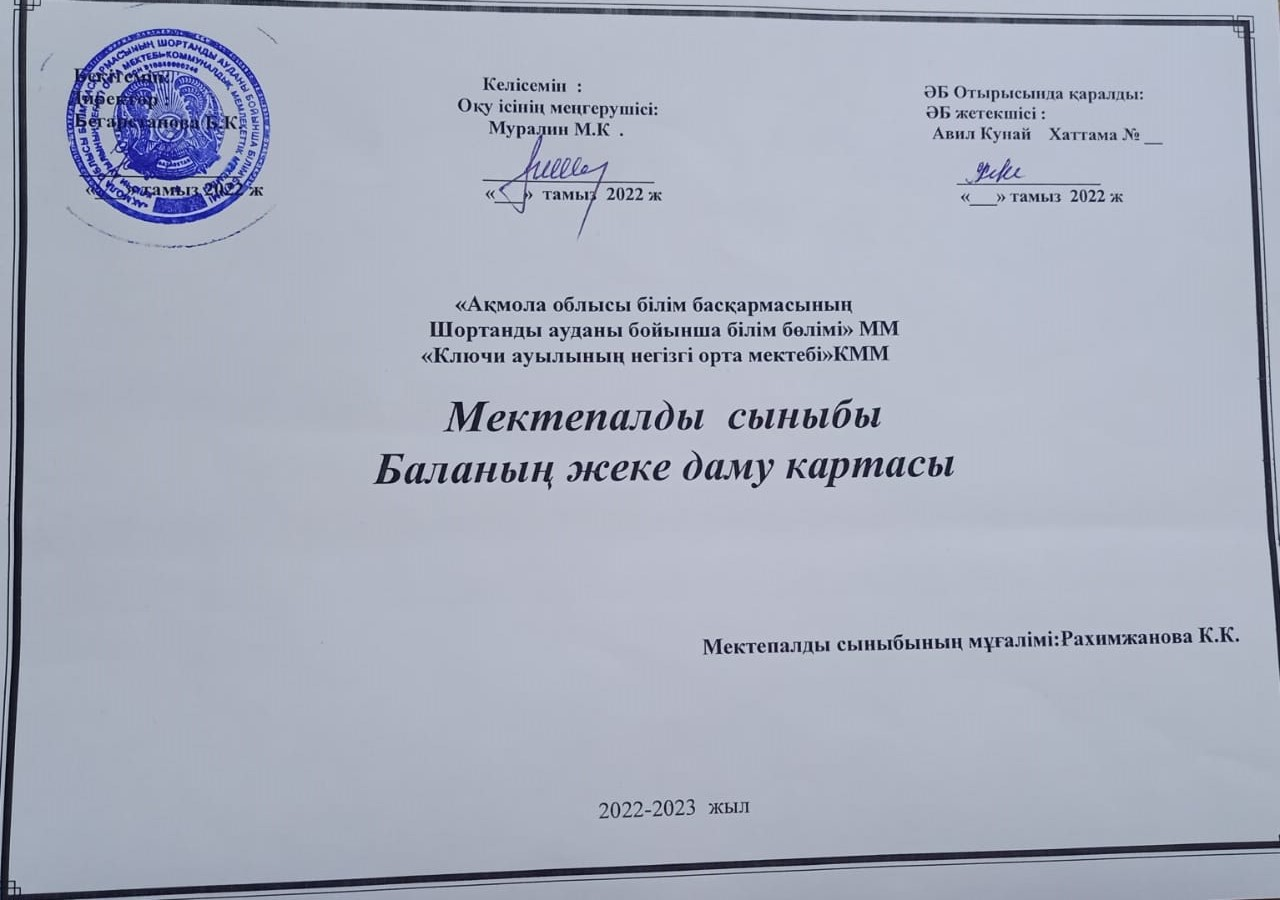 Бекітемін:
Директор :
Бегарстанова Б.К.
«___» тамыз 2022 ж
Келісемін :
Оқу ісінің меңгерушісі:
Муралин М.К .
«___» тамыз 2022 ж
ӘБ Отырысында қаралды:
ӘБ жетекшісі :
Авил Кунай Хаттама № __
«___» тамыз 2022 ж
«Ақмола облысы білім басқармасының
Шортанды ауданы бойынша білім бөлімі» ММ
«Ключи ауылының негізгі орта мектебі»КММ
Мектепалды сыныбы
Баланың жеке даму картасы
Мектепалды сыныбының мұғалімі:Рахимжанова К.К.
2022-2023 жыл